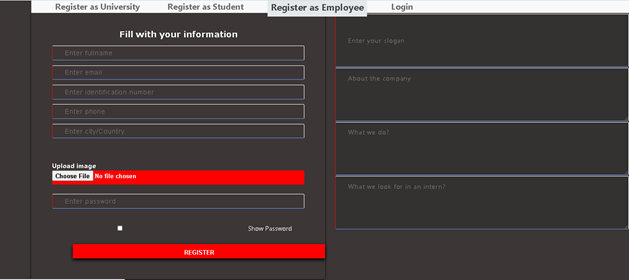 Register as University Register as Student Register as Employee Login
Fill with your information
Enter fullname
Enter email
Enter identification number
Enter phone
Enter city/Country
Upload image
Choose File No file chosen
Enter password
Show Password
REGISTER
Enter your slogan
About the company
What we do?
What we look for in an intern?